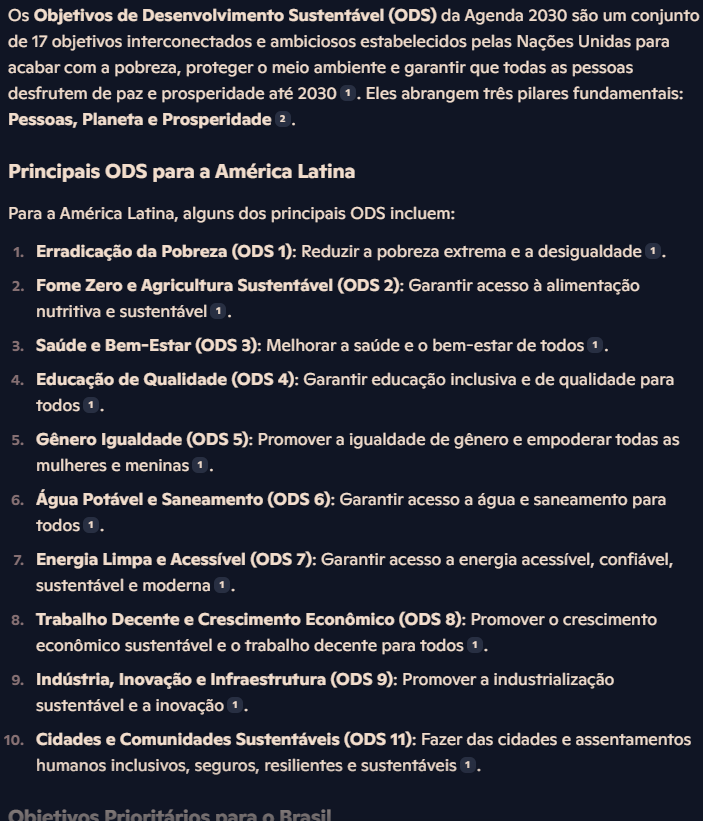 Os Objetivos de Desenvolvimento Sustentável (ODS) da Agenda 2030 são um conjunto
de 17 objetivos interconectados e ambiciosos estabelecidos pelas Nações Unidas para
acabar com a pobreza, proteger o meio ambiente e garantir que todas as pessoas
desfrutem de paz e prosperidade até 2030 1. Eles abrangem três pilares fundamentais:
Pessoas, Planeta e Prosperidade 2.
Principais ODS para a América Latina
Para a América Latina, alguns dos principais ODS incluem:
1. Erradicação da Pobreza (ODS 1): Reduzir a pobreza extrema e a desigualdade 1.
2. Fome Zero e Agricultura Sustentável (ODS 2): Garantir acesso à alimentação
nutritiva e sustentável 1.
3. Saúde e Bem-Estar (ODS 3): Melhorar a saúde e o bem-estar de todos 1.
4. Educação de Qualidade (ODS 4): Garantir educação inclusiva e de qualidade para
todos 1.
5. Gênero Igualdade (ODS 5): Promover a igualdade de gênero e empoderar todas as
mulheres e meninas 1.
6. Água Potável e Saneamento (ODS 6): Garantir acesso a água e saneamento para
todos 1.
7. Energia Limpa e Acessível (ODS 7): Garantir acesso a energia acessível, confiável,
sustentável e moderna 1.
8. Trabalho Decente e Crescimento Econômico (ODS 8): Promover o crescimento
econômico sustentável e o trabalho decente para todos 1.
9. Indústria, Inovação e Infraestrutura (ODS 9): Promover a industrialização
sustentável e a inovação 1.
10. Cidades e Comunidades Sustentáveis (ODS 11): Fazer das cidades e assentamentos
humanos inclusivos, seguros, resilientes e sustentáveis 1.
Objetivos Prioritários para o Brasil